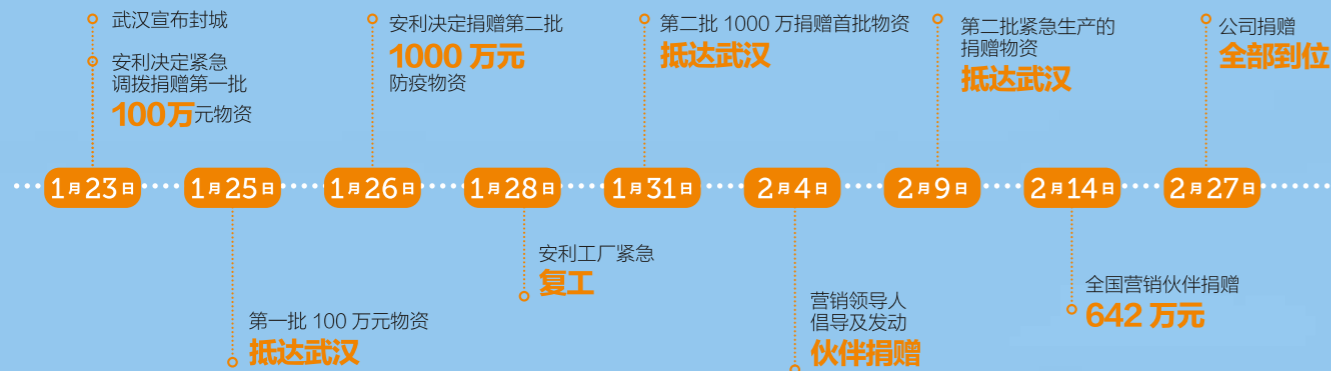 武汉宣布封城
安利决定紧急
调拨捐赠第一批
100万元物资
安利决定捐赠第二批
1000 万元
防疫物资
第二批 1000 万捐赠首批物资
抵达武汉
第二批紧急生产的
捐赠物资
抵达武汉
公司捐赠
全部到位
1月23日
1月25日
1月26日
1月28日
1月31日
2月4日
2月9日
2月14日
2月27日
第一批 100 万元物资
抵达武汉
安利工厂紧急
复工
营销领导人
倡导及发动
伙伴捐赠
全国营销伙伴捐赠
642 万元